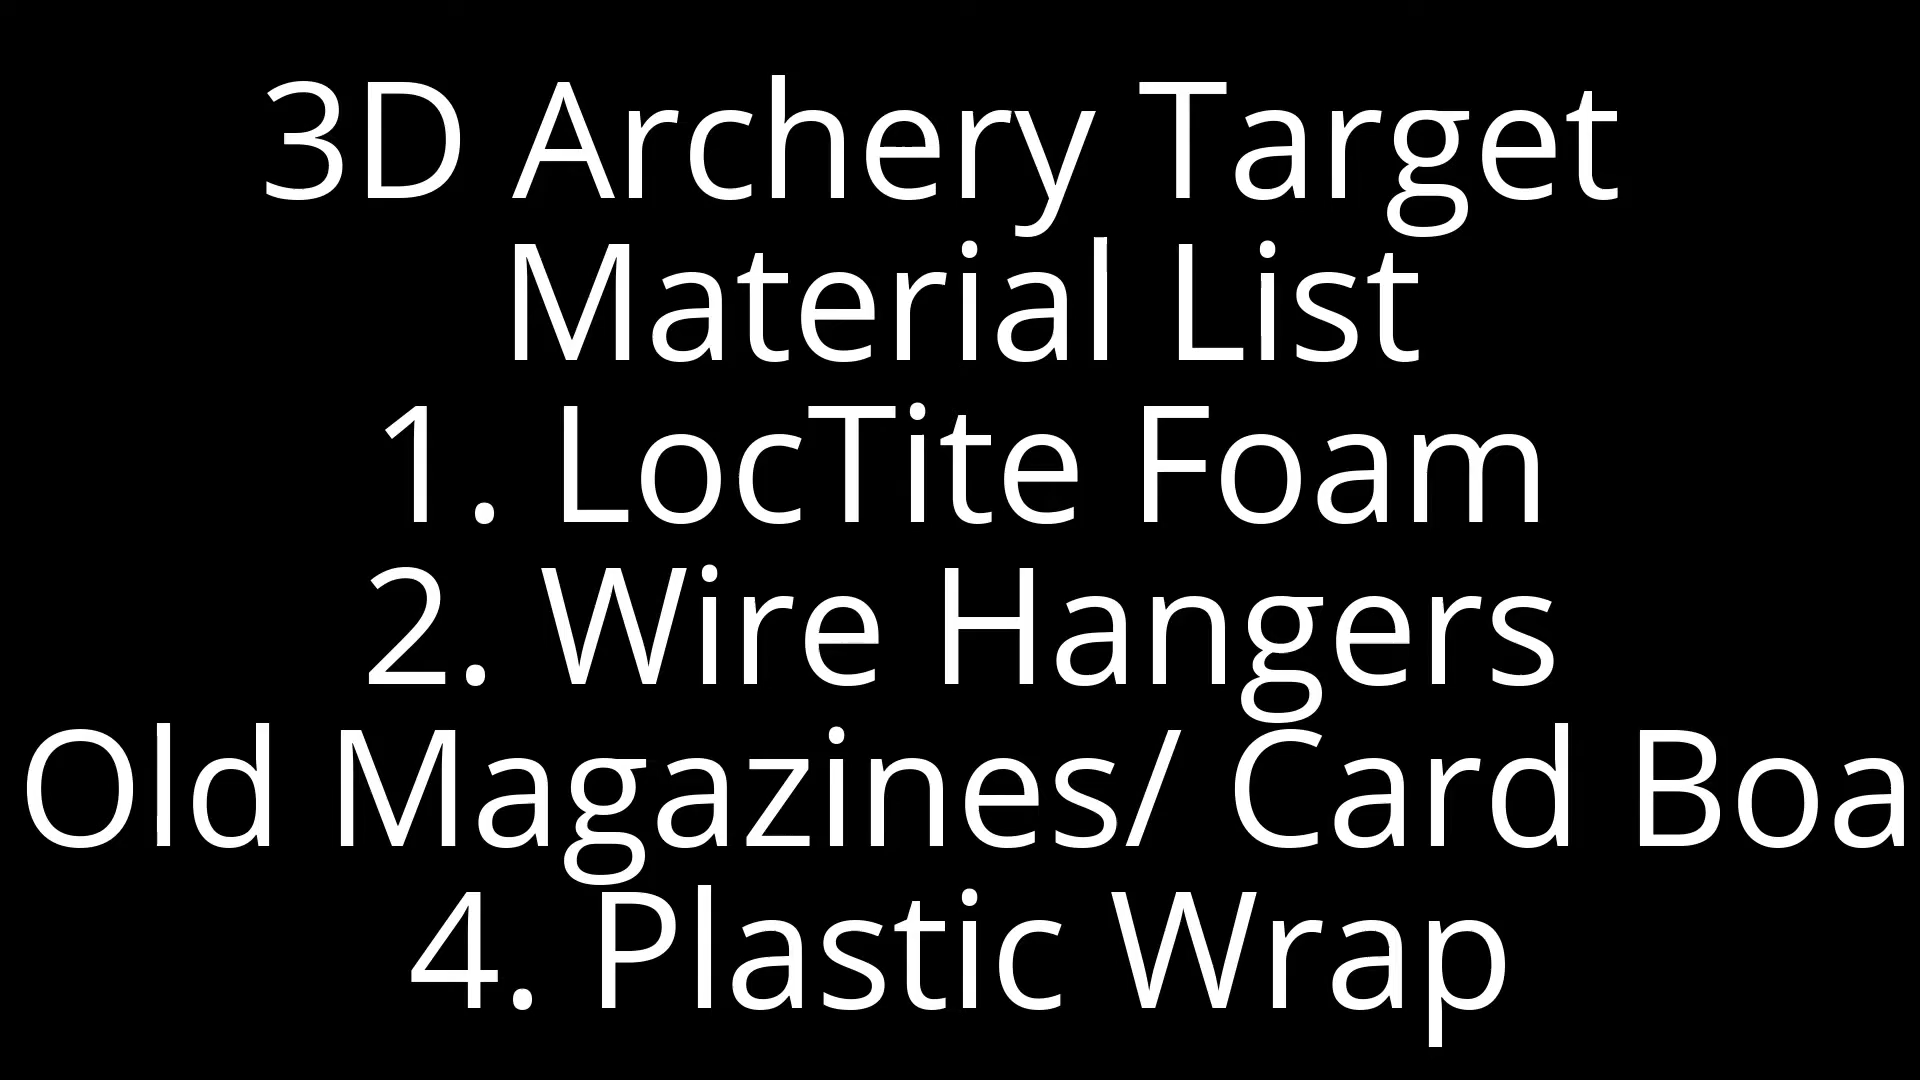 3D Archery Target
Material List
1. LocTite Foam
2. Wire Hangers
Old Magazines/ Card Boa
4. Plastic Wrap